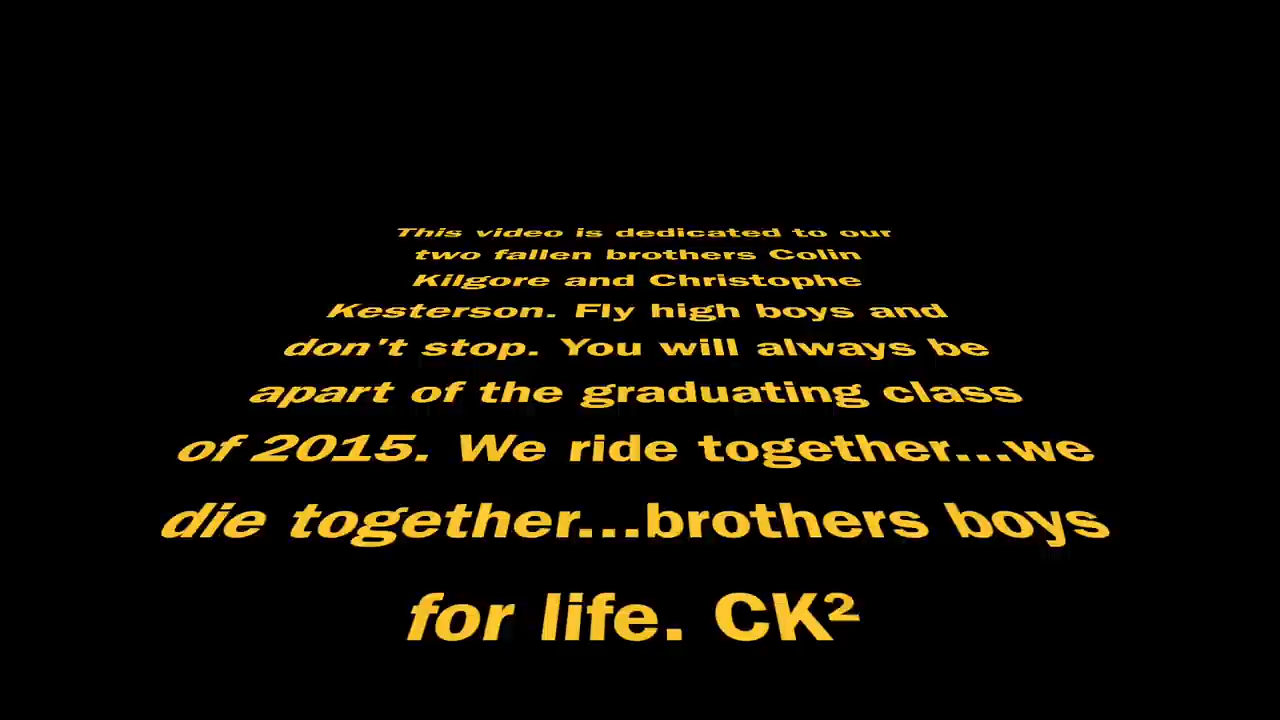 This video is dedicated to our
two fallen brothers Colin
Kilgore and Christophe
Kesterson. Fly high boys and
don't stop. You will always be
apart of the graduating class
of 2015. We ride together...we
die together...brothers boys
for life. CK²